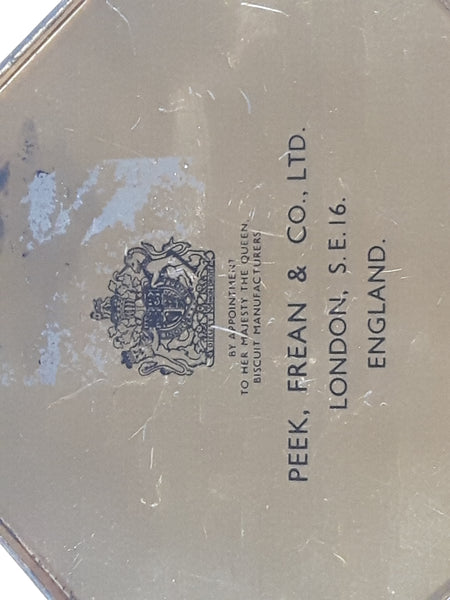 BY APPOINTMENT
TO HER MAJESTY THE QUEEN,
BISCUIT MANUFACTURERS
PEEK, FREAN & CO., LTD.
LONDON, S.E.16.
ENGLAND.